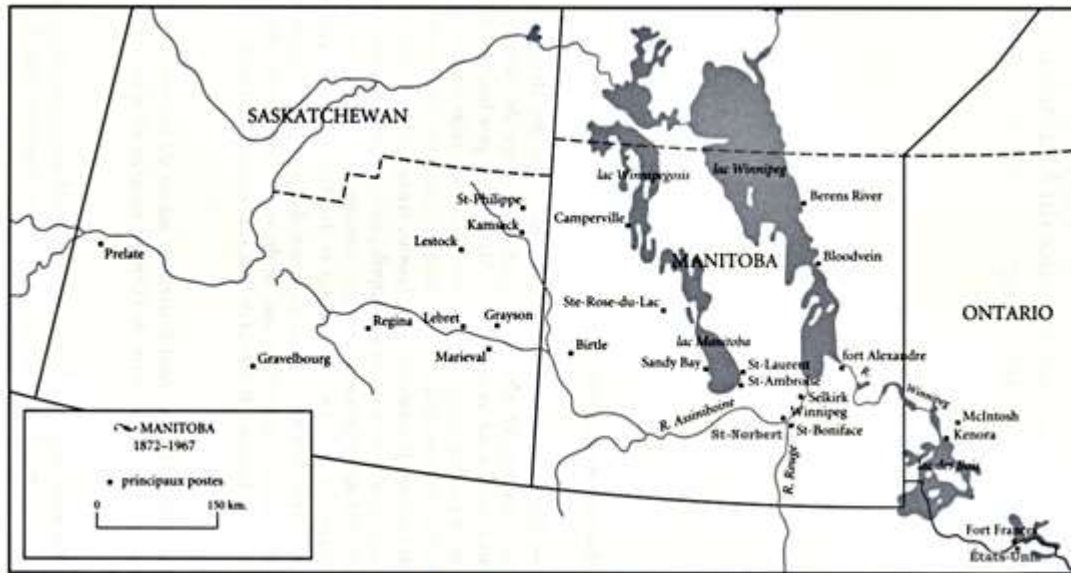 SASKATCHEWAN
lac Winnipegosis
lac Winnipeg
St-Philippe
Berens River
Camperville
Kamsack
Prelate
Lestock
MANITOBA
Bloodvein
Ste-Rose-du-Lac
ONTARIO
Regina
Lebret
Grayson
lac Manitoba
Marieval
Birtle
fort Alexandre
Gravelbourg
Sandy Bay
St-Laurent
St-Ambroise
R. Winnipeg
Selkirk
McIntosh
R. Assiniboine
Winnipeg
St-Norbert
St-Boniface
Kenora
R. Rouge
lac des Bois
MANITOBA
1872–1967
principaux postes
0 150 km.
Fort Frances
États-Unis